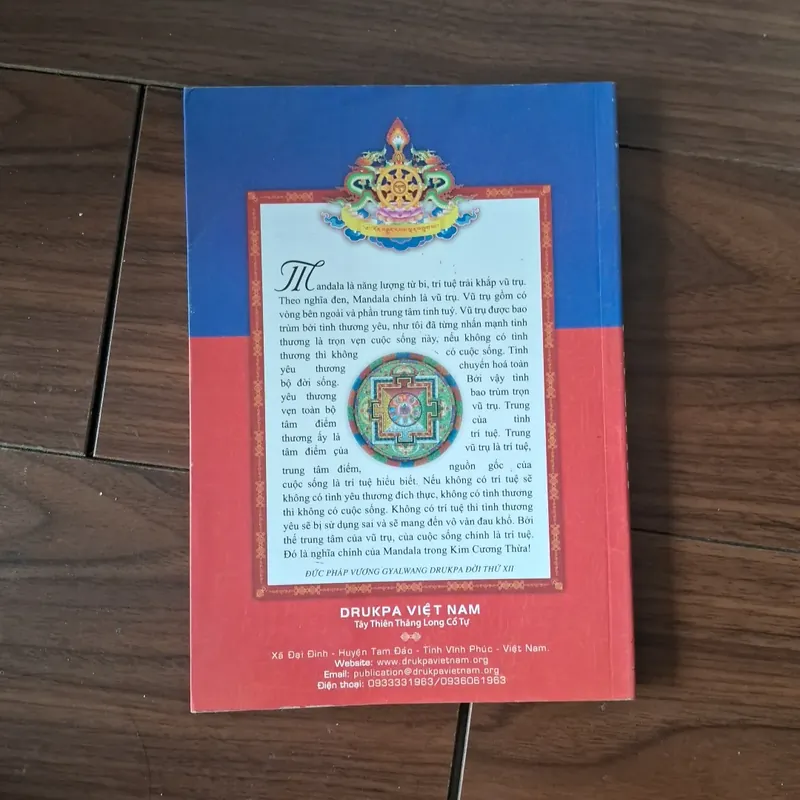 Mandala là năng lượng từ bi, trí tuệ trải khắp vũ trụ.
Theo nghĩa đen, Mandala chính là vũ trụ. Vũ trụ gồm có
vòng bên ngoài và phần trung tâm tinh tuý. Vũ trụ được bao
trùm bởi tình thương yêu, như tôi đã từng nhấn mạnh tình
thương là trọn vẹn cuộc sống này, nếu không có tình
thương thì không có cuộc sống. Tình
yêu thương chuyển hoá toàn
bộ đời sống. Bởi vậy tình
yêu thương bao trùm trọn
vẹn toàn bộ vũ trụ. Trung
tâm điểm của tình
thương ấy là trí tuệ. Trung
tâm điểm của vũ trụ là trí tuệ,
trung tâm điểm, nguồn gốc của
cuộc sống là trí tuệ hiểu biết. Nếu không có trí tuệ sẽ
không có tình yêu thương đích thực, không có tình thương
thì không có cuộc sống. Không có trí tuệ thì tình thương
yêu sẽ bị sử dụng sai và sẽ mang đến vô vàn đau khổ. Bởi
thế trung tâm của vũ trụ, của cuộc sống chính là trí tuệ.
Đó là nghĩa chính của Mandala trong Kim Cương Thừa!
ĐỨC PHÁP VƯƠNG GYALWANG DRUKPA ĐỜI THỨ XII
DRUKPA VIỆT NAM
Tây Thiên Thăng Long Cổ Tự
Xã Đại Đình - Huyện Tam Đảo - Tỉnh Vĩnh Phúc - Việt Nam.
Website: www.drukpavietnam.org
Email: publication@drukpavietnam.org
Điện thoại: 0933331963/0936061963